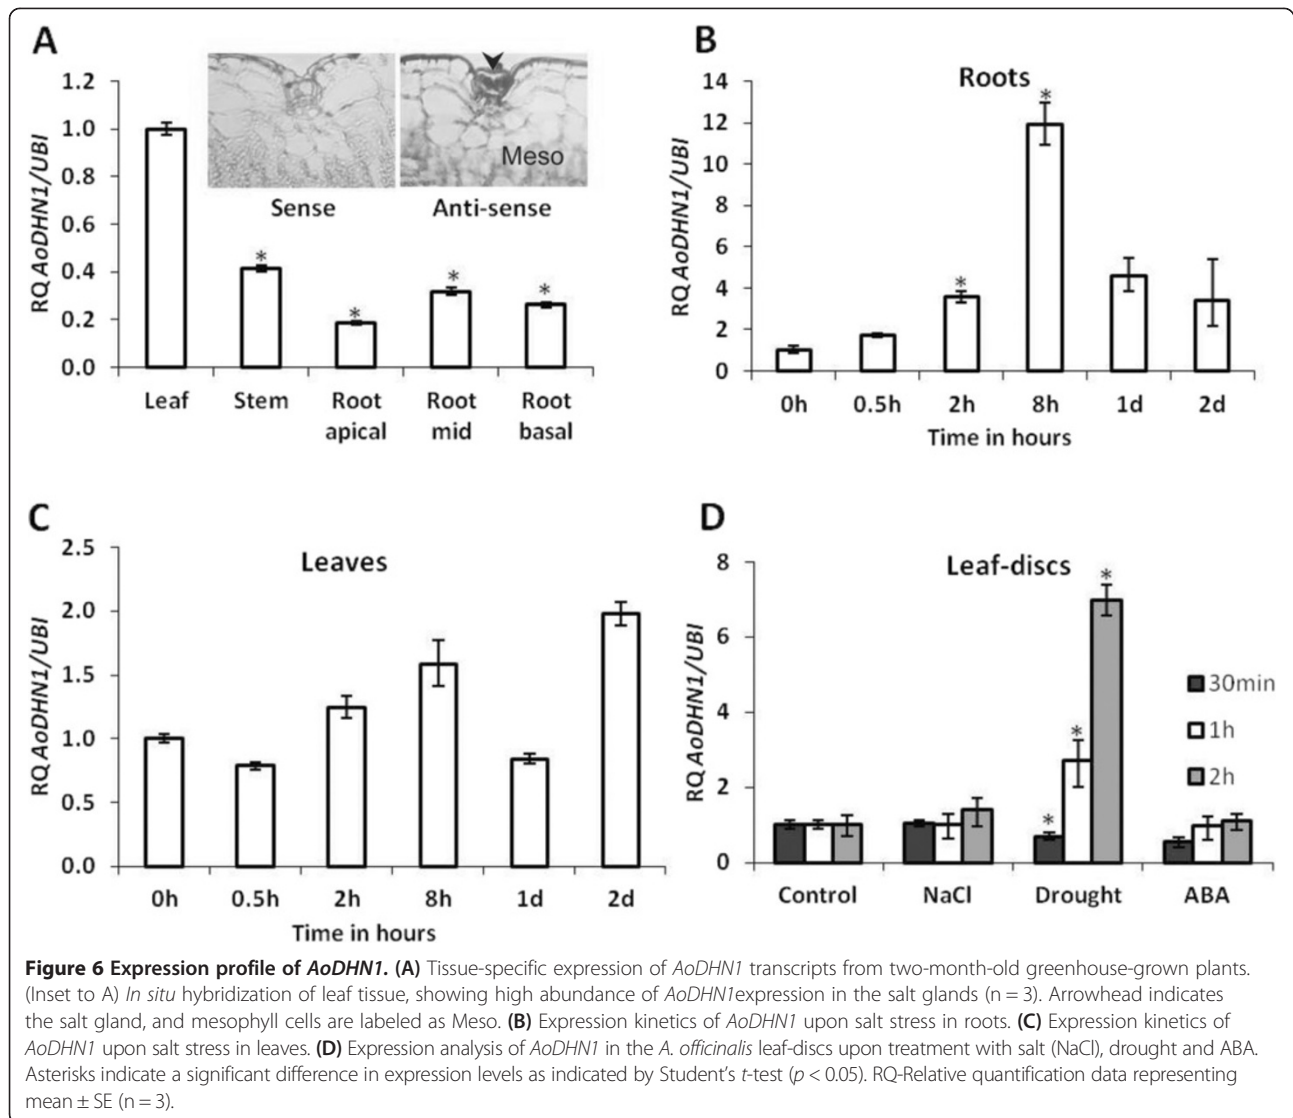 A
RQ AoDHN1/UBI
1.2
1.0
0.8
0.6
0.4
0.2
0.0
Meso
Sense Anti-sense
*
*
*
*
Leaf Stem Root apical Root mid Root basal
B
Roots
RQ AoDHN1/UBI
14
12
10
8
6
4
2
0
*
*
0h 0.5h 2h 8h 1d 2d
Time in hours
C
Leaves
RQ AoDHN1/UBI
2.5
2.0
1.5
1.0
0.5
0.0
0h 0.5h 2h 8h 1d 2d
Time in hours
D
Leaf-discs
RQ AoDHN1/UBI
8
6
4
2
0
*
*
*
30min
1h
2h
Control NaCl Drought ABA
Figure 6 Expression profile of AoDHN1. (A) Tissue-specific expression of AoDHN1 transcripts from two-month-old greenhouse-grown plants.
(Inset to A) In situ hybridization of leaf tissue, showing high abundance of AoDHN1expression in the salt glands (n = 3). Arrowhead indicates
the salt gland, and mesophyll cells are labeled as Meso. (B) Expression kinetics of AoDHN1 upon salt stress in roots. (C) Expression kinetics of
AoDHN1 upon salt stress in leaves. (D) Expression analysis of AoDHN1 in the A. officinalis leaf-discs upon treatment with salt (NaCl), drought and ABA.
Asterisks indicate a significant difference in expression levels as indicated by Student's t-test (p < 0.05). RQ-Relative quantification data representing
mean ± SE (n = 3).